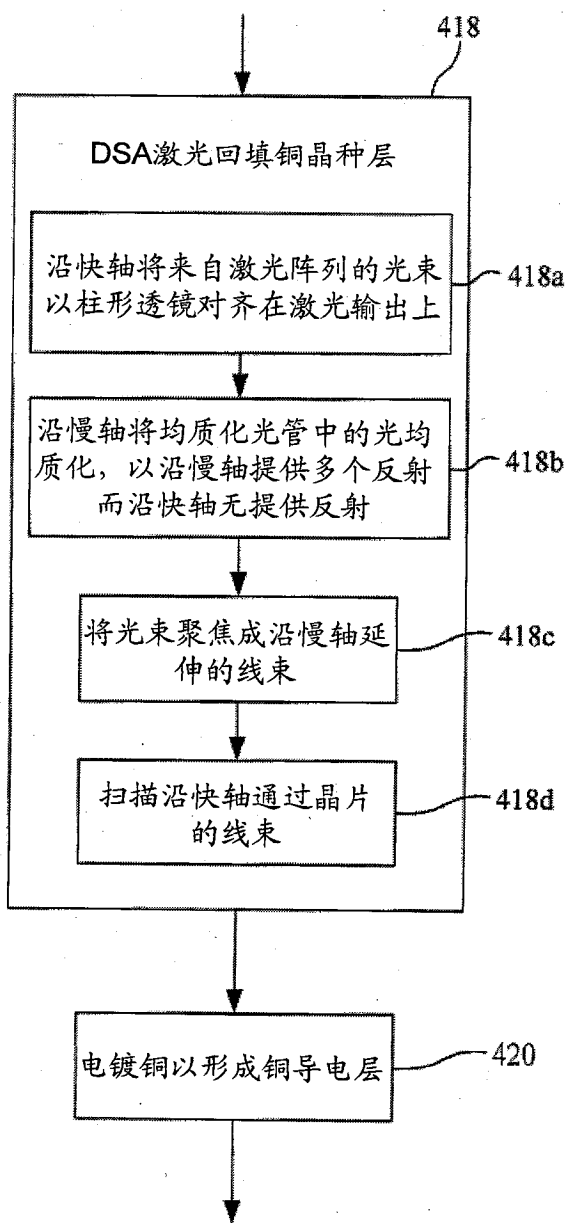 418
DSA激光回填铜晶种层
沿快轴将来自激光阵列的光束
以柱形透镜对齐在激光输出上
418a
沿慢轴将均质化光管中的光均
质化，以沿慢轴提供多个反射
而沿快轴无提供反射
418b
将光束聚焦成沿慢轴延
伸的线束
418c
扫描沿快轴通过晶片
的线束
418d
电镀铜以形成铜导电层
420